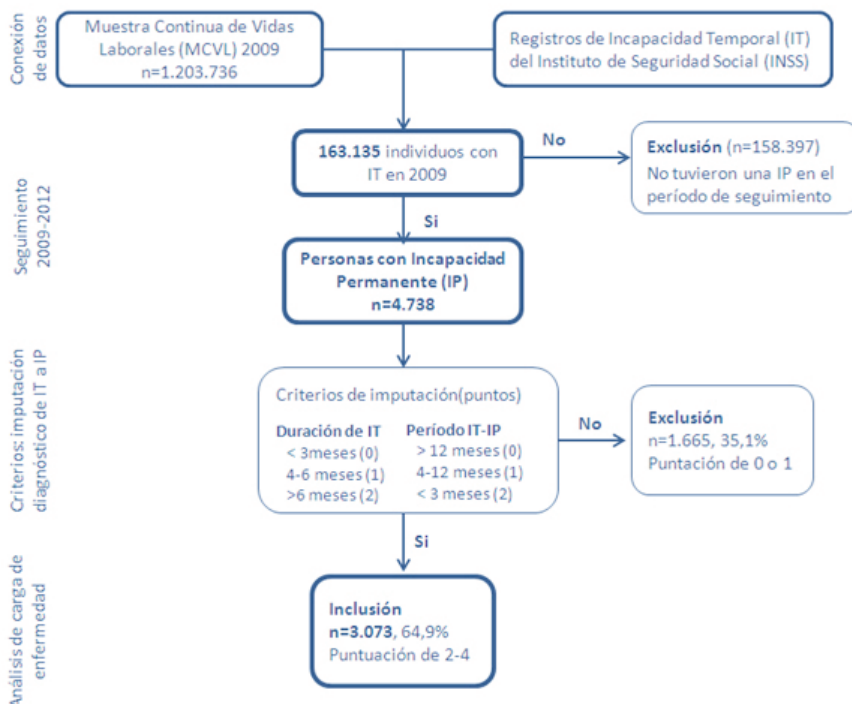 Conexión
de datos
Muestra Continua de Vidas
Laborales (MCVL) 2009
n=1.203.736
Registros de Incapacidad Temporal (IT)
del Instituto de Seguridad Social (INSS)
Seguimiento
2009-2012
163.135 individuos con
IT en 2009
No
Exclusión (n=158.397)
No tuvieron una IP en el
período de seguimiento
Si
Personas con Incapacidad
Permanente (IP)
n=4.738
Criterios: imputación
diagnóstico de IT a IP
Criterios de imputación(puntos)
Duración de IT
< 3meses (0)
4-6 meses (1)
>6 meses (2)
Período IT-IP
> 12 meses (0)
4-12 meses (1)
< 3 meses (2)
No
Exclusión
n=1.665, 35,1%
Puntación de 0 o 1
Si
Análisis de carga de
enfermedad
Inclusión
n=3.073, 64,9%
Puntuación de 2-4